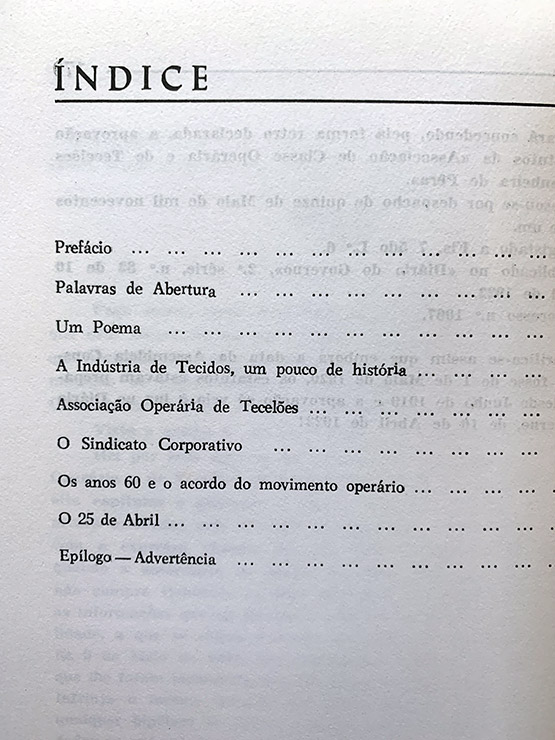 ÍNDICE
Prefácio ... ... ... ... ... ... ... ... ... ... ... ... ... ...
Palavras de Abertura ... ... ... ... ... ... ... ... ... ...
Um Poema ... ... ... ... ... ... ... ... ... ... ... ... ...
A Indústria de Tecidos, um pouco de história ... ... ... ...
Associação Operária de Tecelões ... ... ... ... ... ... ...
O Sindicato Corporativo ... ... ... ... ... ... ... ... ...
Os anos 60 e o acordo do movimento operário ... ... ... ...
O 25 de Abril ... ... ... ... ... ... ... ... ... ... ... ...
Epílogo — Advertência ... ... ... ... ... ... ... ... ... ...